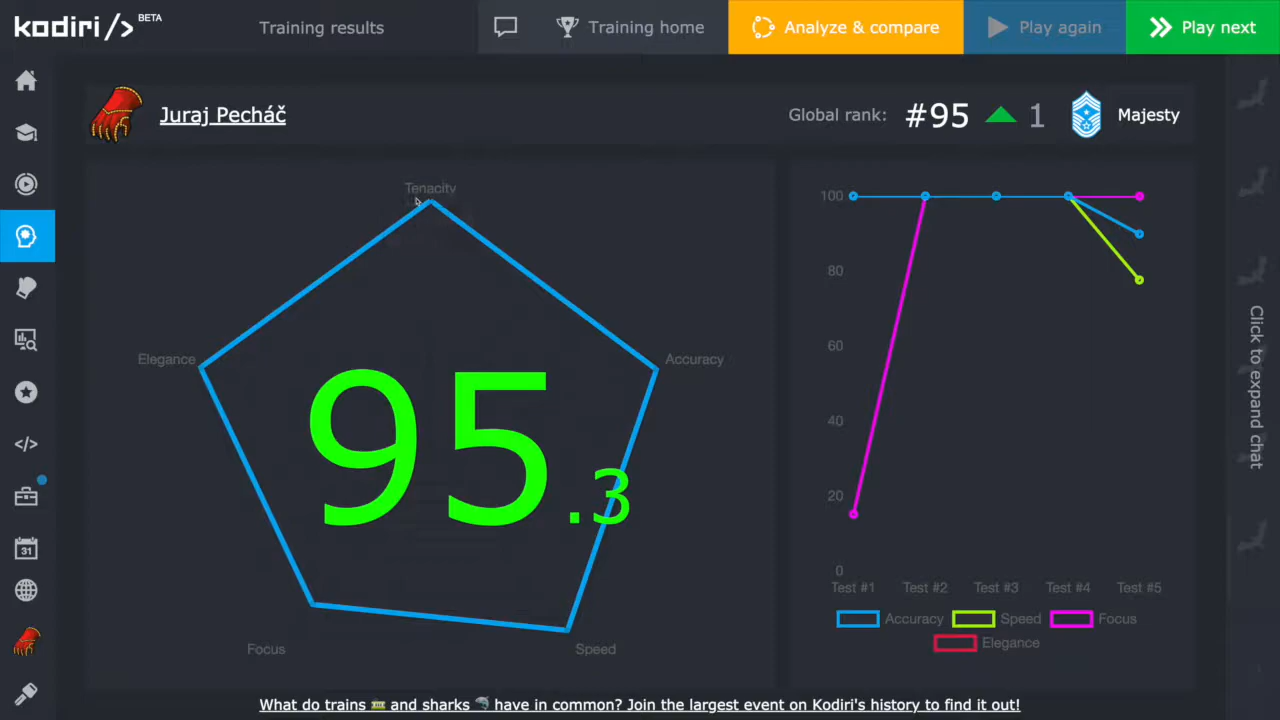 kodiri/> BETA
Training results
Training home
Analyze & compare
Play again
Play next
Juraj Pecháč
Global rank: #95 1 Majesty
Tenacity
Elegance
Accuracy
95.3
Focus
Speed
100
80
60
40
20
0
Test #1 Test #2 Test #3 Test #4 Test #5
Accuracy Speed Focus
Elegance
Click to expand chat
</>
31
What do trains 🚋 and sharks 🦈 have in common? Join the largest event on Kodiri's history to find it out!